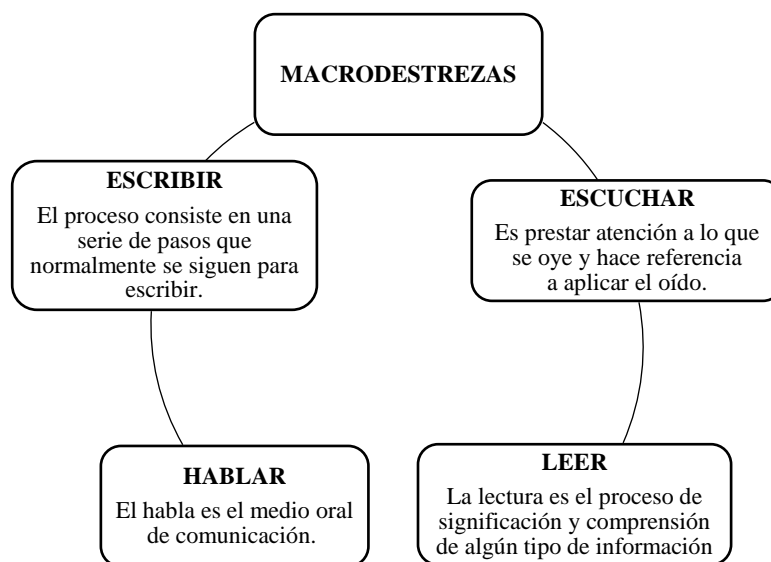 MACRODESTREZAS
ESCRIBIR
El proceso consiste en una
serie de pasos que
normalmente se siguen para
escribir.
ESCUCHAR
Es prestar atención a lo que
se oye y hace referencia
a aplicar el oído.
HABLAR
El habla es el medio oral
de comunicación.
LEER
La lectura es el proceso de
significación y comprensión
de algún tipo de información